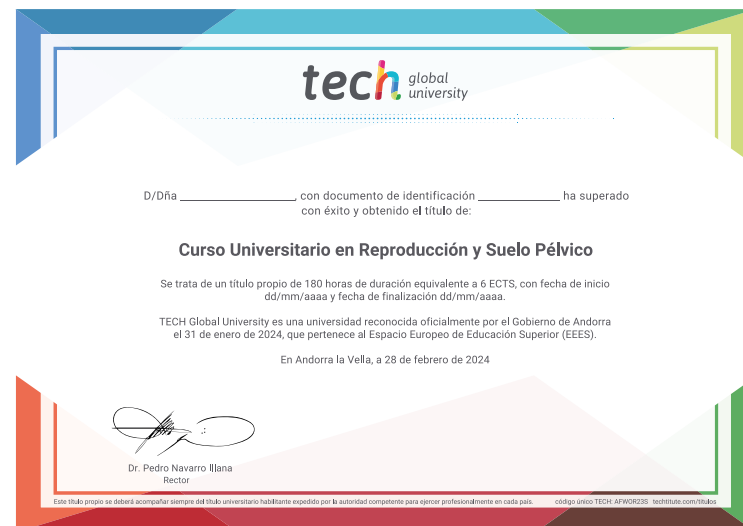 tech global university
D/Dña ____________________, con documento de identificación ______________ ha superado
con éxito y obtenido el título de:
Curso Universitario en Reproducción y Suelo Pélvico
Se trata de un título propio de 180 horas de duración equivalente a 6 ECTS, con fecha de inicio
dd/mm/aaaa y fecha de finalización dd/mm/aaaa.
TECH Global University es una universidad reconocida oficialmente por el Gobierno de Andorra
el 31 de enero de 2024, que pertenece al Espacio Europeo de Educación Superior (EEES).
En Andorra la Vella, a 28 de febrero de 2024
Dr. Pedro Navarro Illana
Rector
Este título propio se deberá acompañar siempre del título universitario habilitante expedido por la autoridad competente para ejercer profesionalmente en cada país. código único TECH: AFWOR23S techtitute.com/titulos